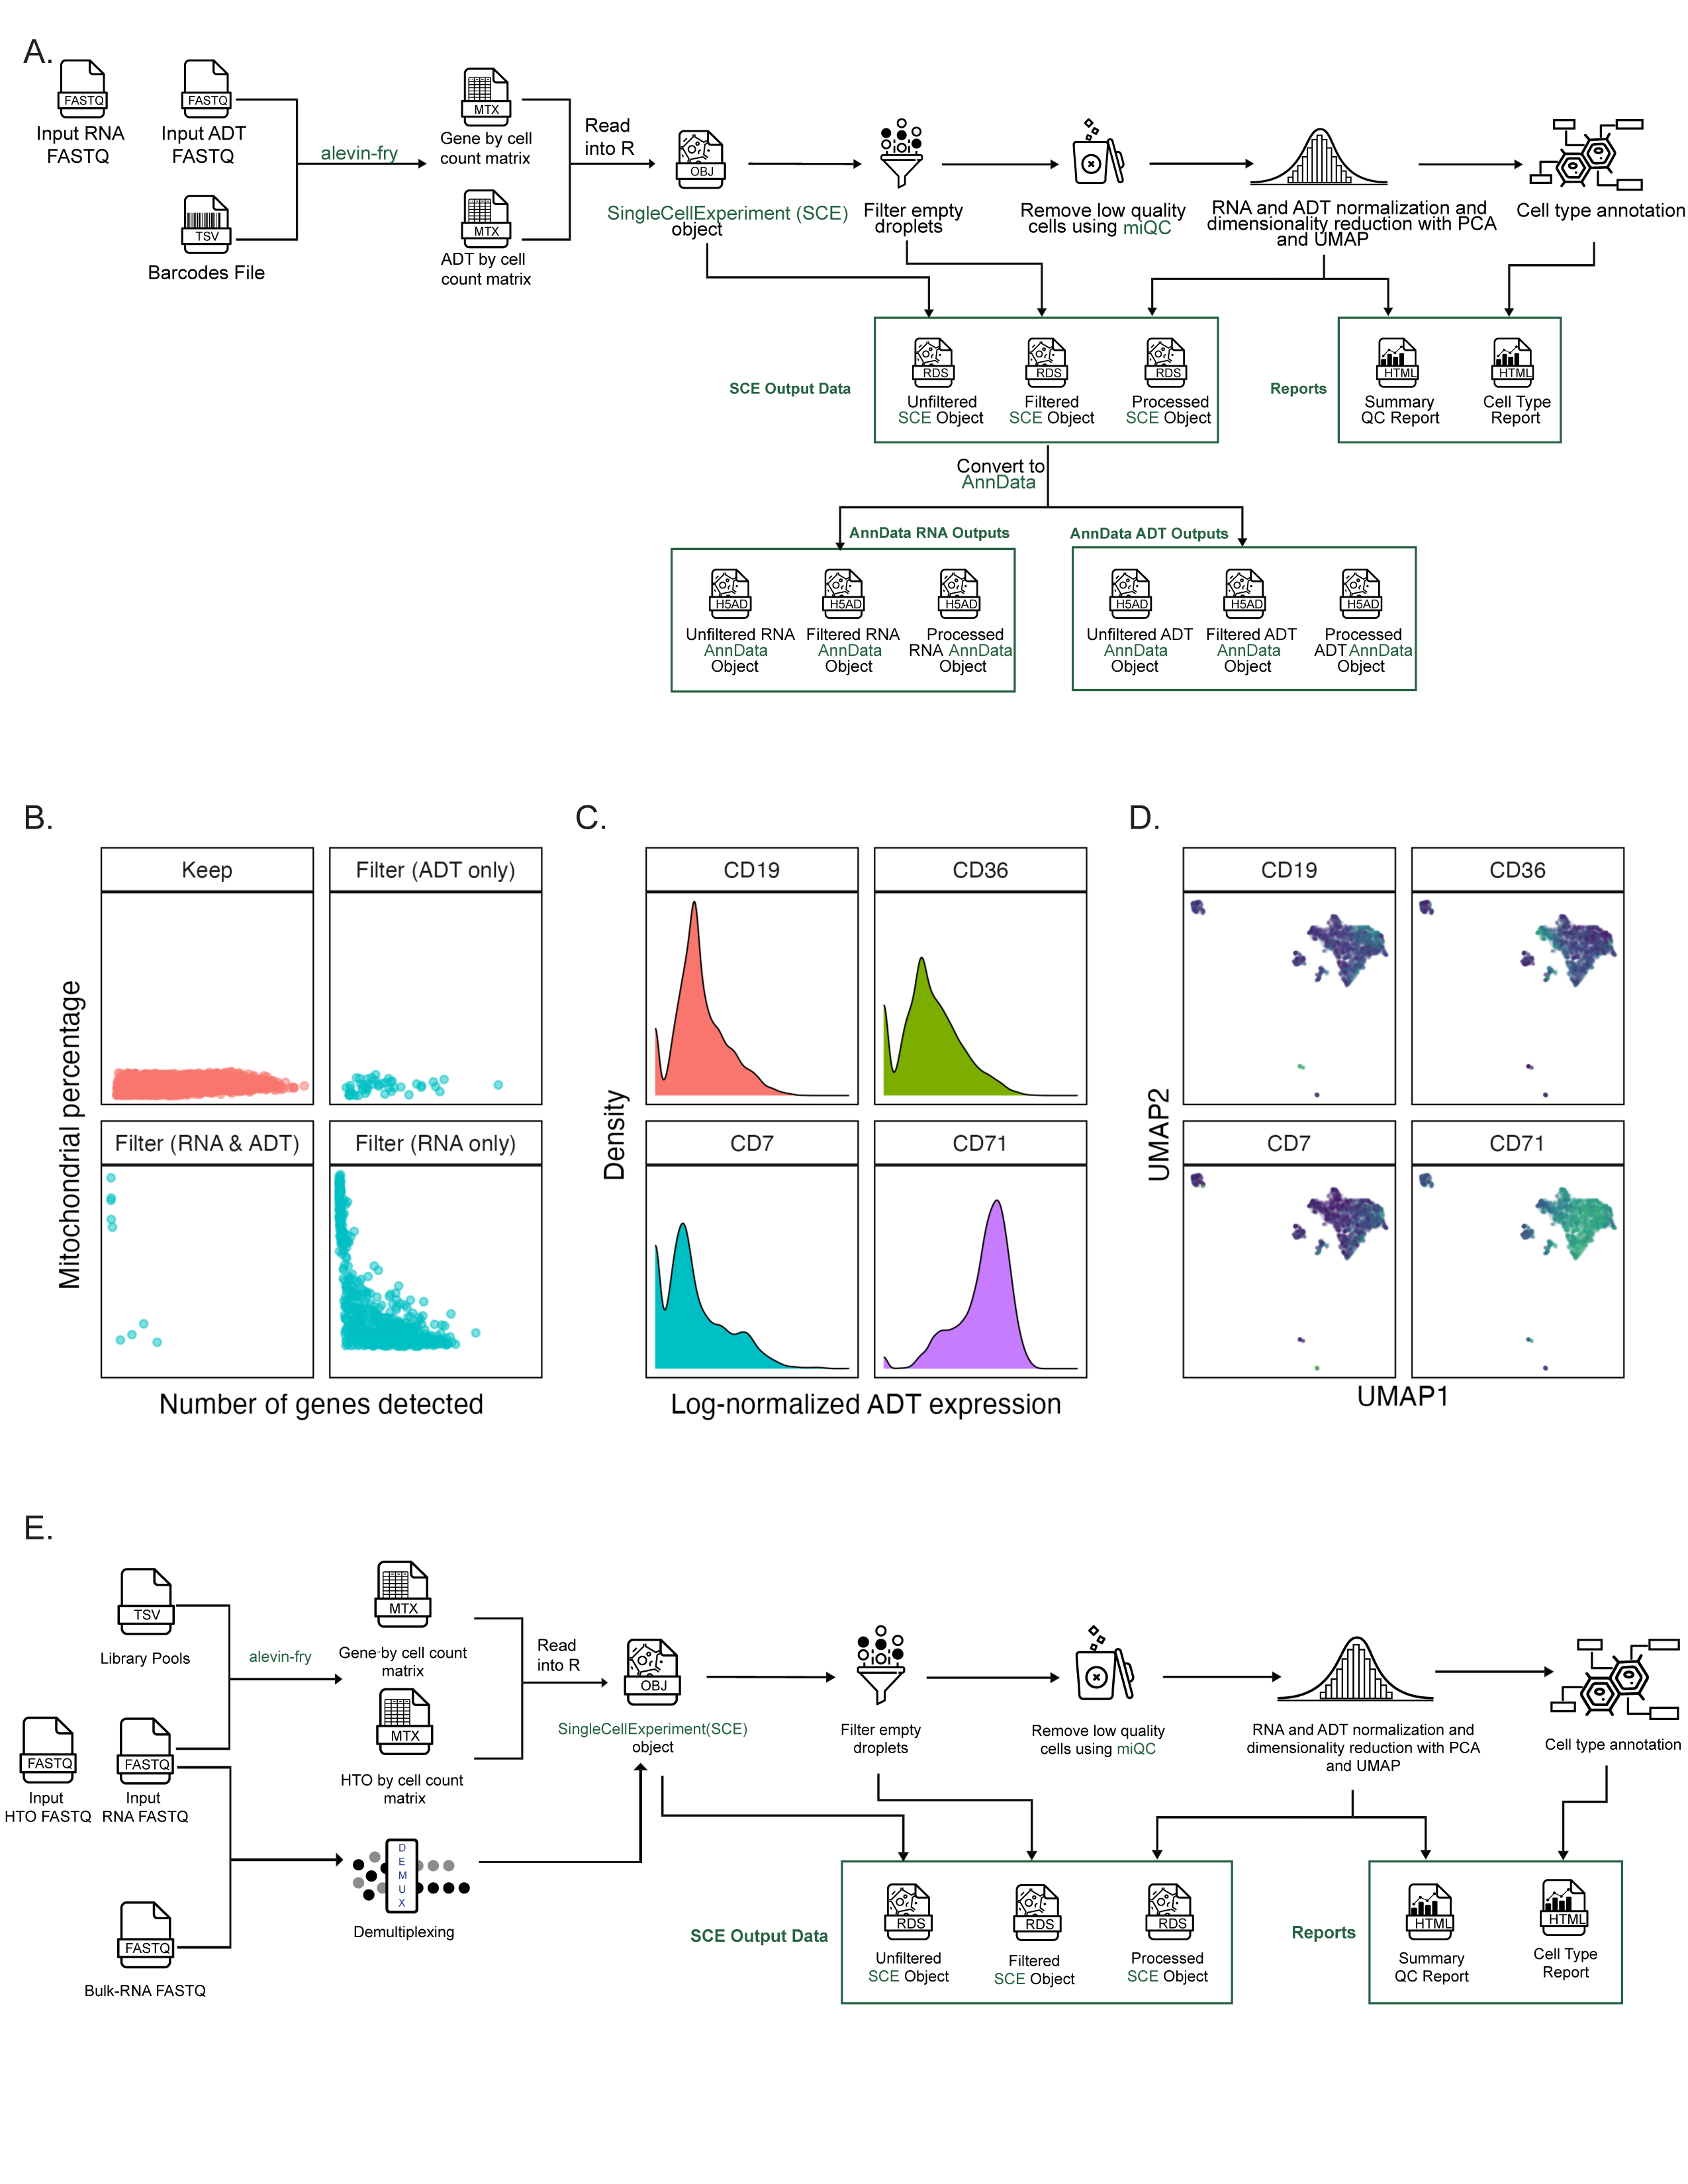 A.
FASTQ
Input RNA
FASTQ
FASTQ
Input ADT
FASTQ
TSV
Barcodes File
alevin-fry
MTX
Gene by cell
count matrix
MTX
ADT by cell
count matrix
Read
into R
OBJ
SingleCellExperiment (SCE)
object
Filter empty
droplets
Remove low quality
cells using miQC
RNA and ADT normalization and
dimensionality reduction with PCA
and UMAP
Cell type annotation
SCE Output Data
RDS
Unfiltered
SCE Object
RDS
Filtered
SCE Object
RDS
Processed
SCE Object
Reports
HTML
Summary
QC Report
HTML
Cell Type
Report
Convert to
AnnData
AnnData RNA Outputs
H5AD
Unfiltered RNA
AnnData
Object
H5AD
Filtered RNA
AnnData
Object
H5AD
Processed
RNA AnnData
Object
AnnData ADT Outputs
H5AD
Unfiltered ADT
AnnData
Object
H5AD
Filtered ADT
AnnData
Object
H5AD
Processed
ADT AnnData
Object
B.
Mitochondrial percentage
Keep
Filter (ADT only)
Filter (RNA & ADT)
Filter (RNA only)
Number of genes detected
C.
Density
CD19
CD36
CD7
CD71
Log-normalized ADT expression
D.
UMAP2
CD19
CD36
CD7
CD71
UMAP1
E.
TSV
Library Pools
FASTQ
Input
HTO FASTQ
FASTQ
Input
RNA FASTQ
FASTQ
Bulk-RNA FASTQ
alevin-fry
MTX
Gene-by cell count
matrix
MTX
HTO by cell count
matrix
DEMUX
Demultiplexing
Read
into R
OBJ
SingleCellExperiment(SCE)
object
Filter empty
droplets
Remove low quality
cells using miQC
RNA and ADT normalization and
dimensionality reduction with PCA
and UMAP
Cell type annotation
SCE Output Data
RDS
Unfiltered
SCE Object
RDS
Filtered
SCE Object
RDS
Processed
SCE Object
Reports
HTML
Summary
QC Report
HTML
Cell Type
Report